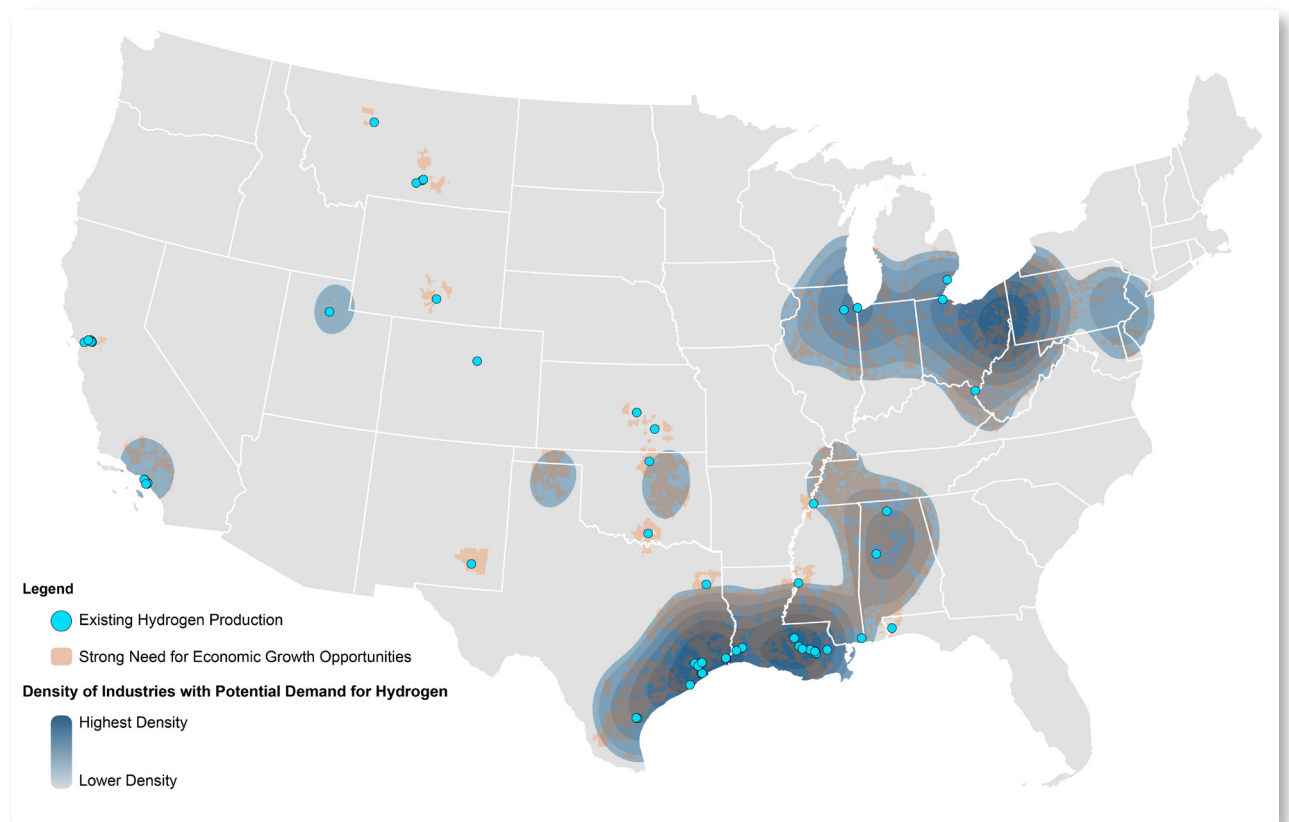 Legend
Existing Hydrogen Production
Strong Need for Economic Growth Opportunities
Density of Industries with Potential Demand for Hydrogen
Highest Density
Lower Density